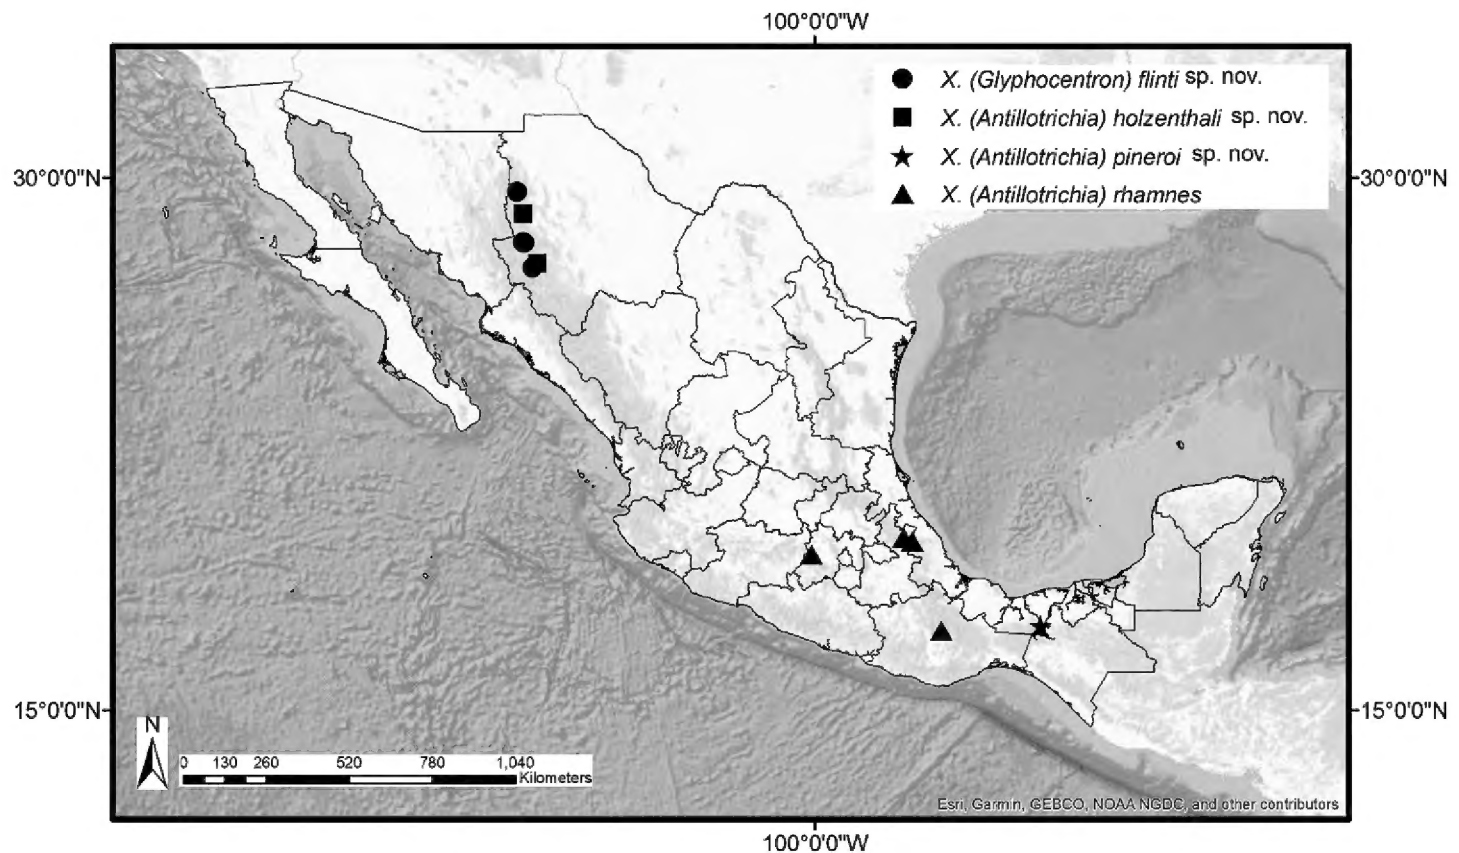 100°0'0"W
X. (Glyphocentron) flinti sp. nov.
X. (Antillotrichia) holzenthali sp. nov.
X. (Antillotrichia) pineroi sp. nov.
X. (Antillotrichia) rhamnes
30°0'0"N
30°0'0"N
15°0'0"N
15°0'0"N
N
0 130 260 520 780 1,040
Kilometers
Esri, Garmin, GEBCO, NOAA NGDC, and other contributors
100°0'0"W